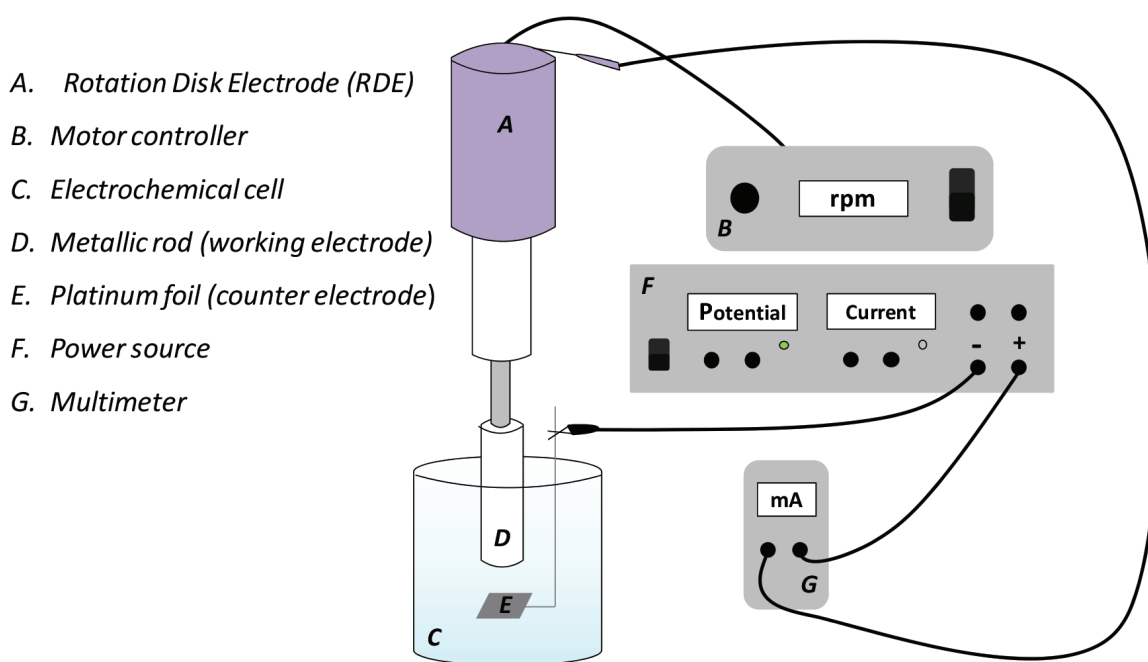 A. Rotation Disk Electrode (RDE)
B. Motor controller
C. Electrochemical cell
D. Metallic rod (working electrode)
E. Platinum foil (counter electrode)
F. Power source
G. Multimeter
A
rpm
B
F
Potential
Current
- +
mA
G
D
E
C